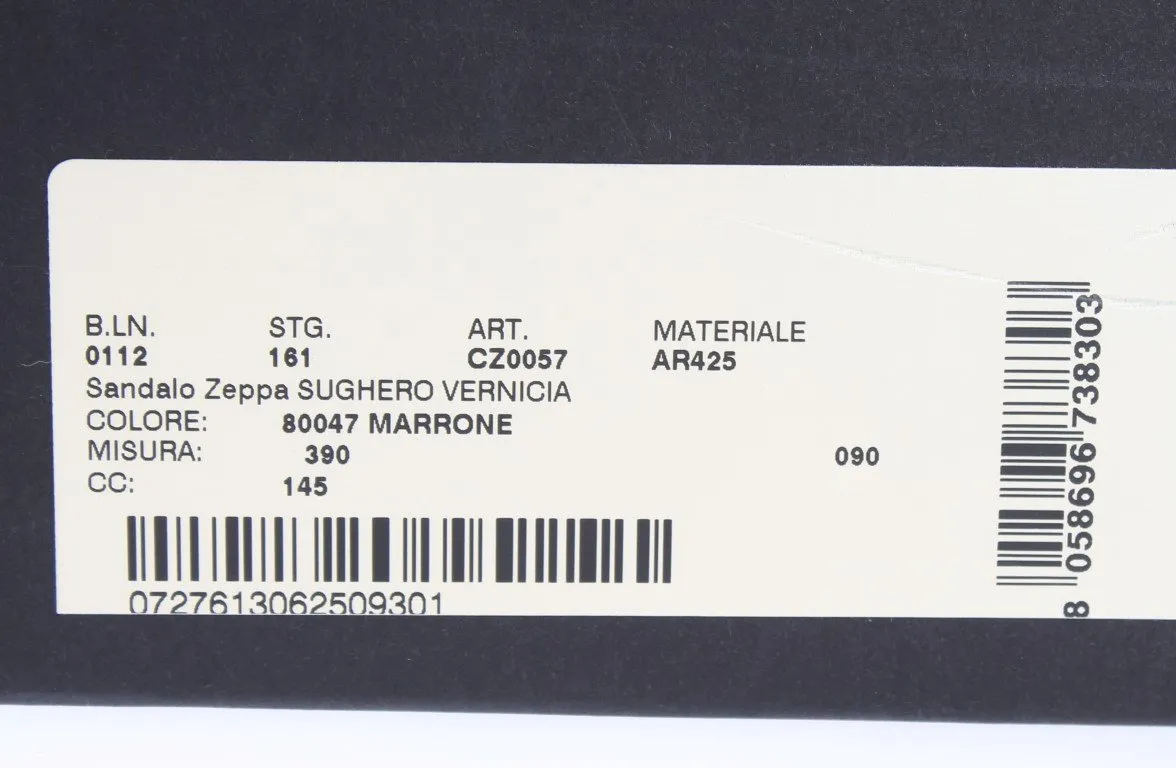 B.LN. STG. ART. MATERIALE
0112 161 CZ0057 AR425
Sandalo Zeppa SUGHERO VERNICIA
COLORE: 80047 MARRONE
MISURA: 390 090
CC: 145
0727613062509301
8 058696 738303